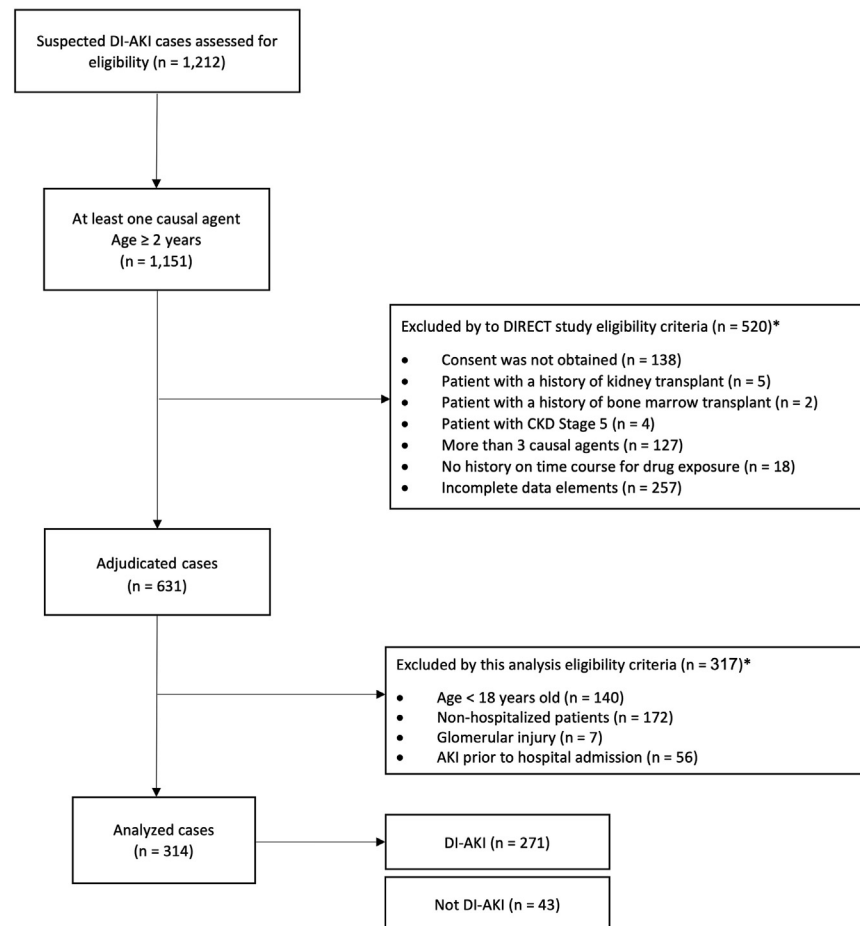 Suspected DI-AKI cases assessed for
eligibility (n = 1,212)
At least one causal agent
Age ≥ 2 years
(n = 1,151)
Excluded by to DIRECT study eligibility criteria (n = 520)*
• Consent was not obtained (n = 138)
• Patient with a history of kidney transplant (n = 5)
• Patient with a history of bone marrow transplant (n = 2)
• Patient with CKD Stage 5 (n = 4)
• More than 3 causal agents (n = 127)
• No history on time course for drug exposure (n = 18)
• Incomplete data elements (n = 257)
Adjudicated cases
(n = 631)
Excluded by this analysis eligibility criteria (n = 317)*
• Age < 18 years old (n = 140)
• Non-hospitalized patients (n = 172)
• Glomerular injury (n = 7)
• AKI prior to hospital admission (n = 56)
Analyzed cases
(n = 314)
DI-AKI (n = 271)
Not DI-AKI (n = 43)